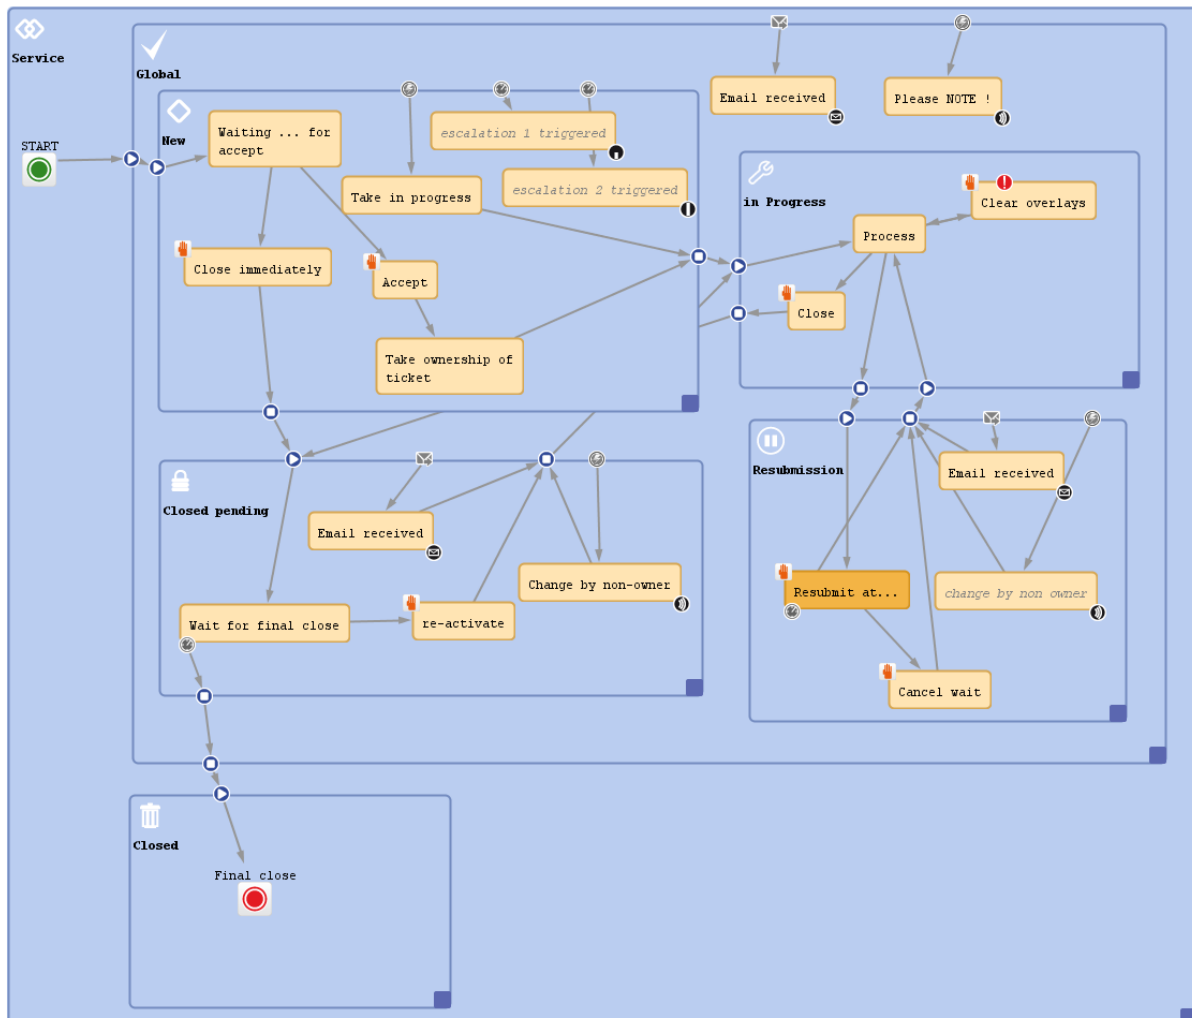 Service
Global
Email received
Please NOTE !
START
New
Waiting ... for
accept
escalation 1 triggered
escalation 2 triggered
Take in progress
Close immediately
Accept
Take ownership of
ticket
in Progress
Clear overlays
Process
Close
Closed pending
Email received
Change by non-owner
Wait for final close
re-activate
Resubmission
Email received
Resubmit at...
change by non owner
Cancel wait
Closed
Final close